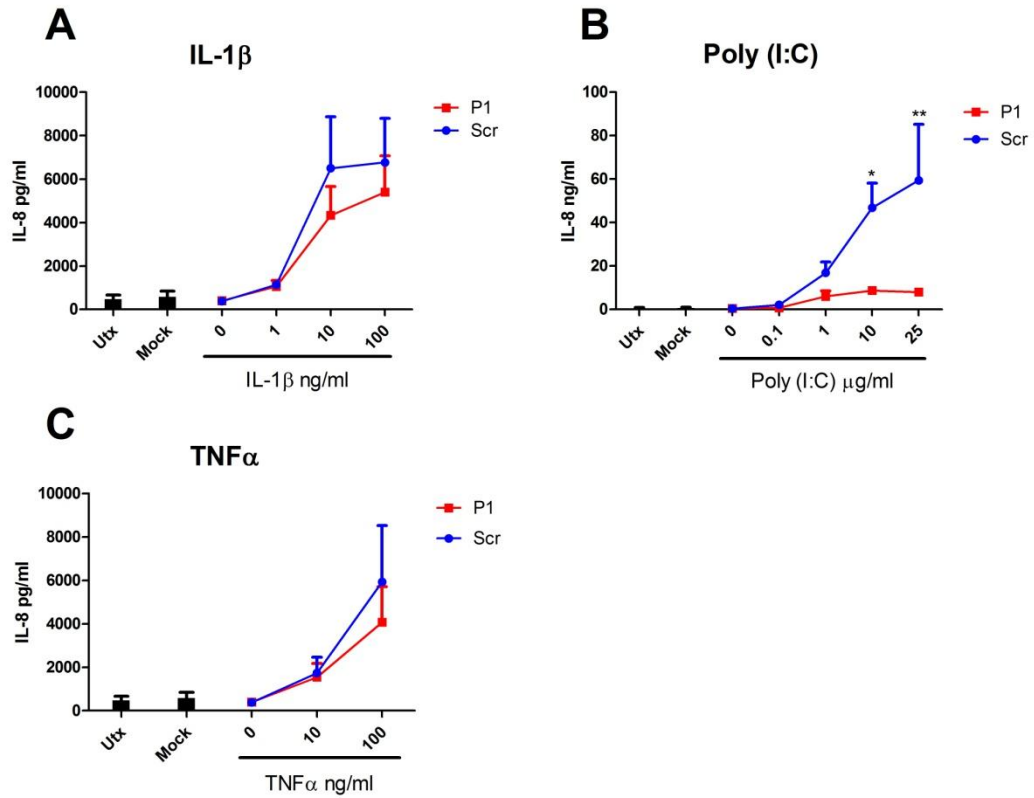 A
IL-1β
10000
8000
6000
4000
2000
0
IL-8 pg/ml
P1
Scr
Utx
Mock
0
1
10
100
IL-1β ng/ml
B
Poly (I:C)
100
80
60
40
20
0
IL-8 ng/ml
*
**
P1
Scr
Utx
Mock
0
0.1
1
10
25
Poly (I:C) μg/ml
C
TNFα
10000
8000
6000
4000
2000
0
IL-8 pg/ml
P1
Scr
Utx
Mock
0
10
100
TNFα ng/ml